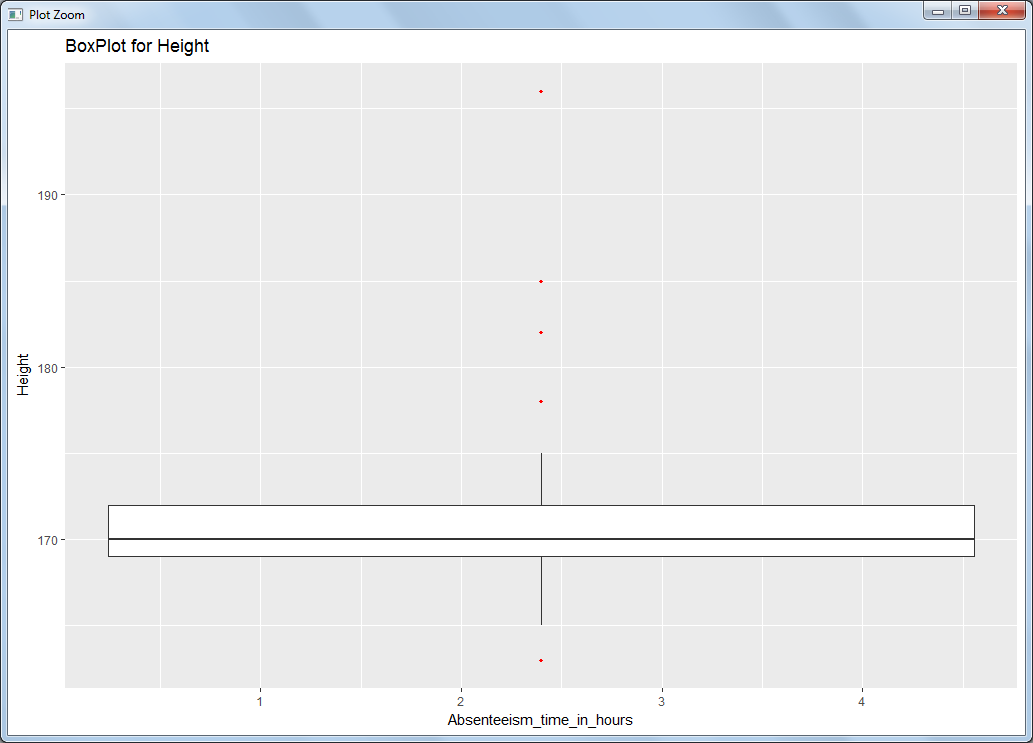 Plot Zoom
BoxPlot for Height
190
180
170
Height
1 2 3 4
Absenteeism_time_in_hours